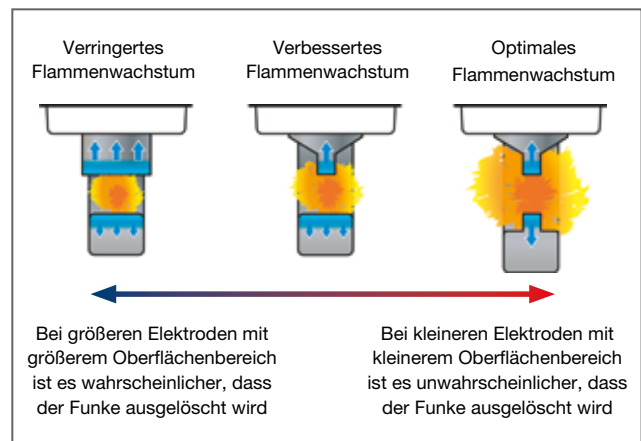 Verringertes
Flammenwachstum
Verbessertes
Flammenwachstum
Optimales
Flammenwachstum
Bei größeren Elektroden mit
größerem Oberflächenbereich
ist es wahrscheinlicher, dass
der Funke ausgelöscht wird
Bei kleineren Elektroden mit
kleinerem Oberflächenbereich
ist es unwahrscheinlicher, dass
der Funke ausgelöscht wird